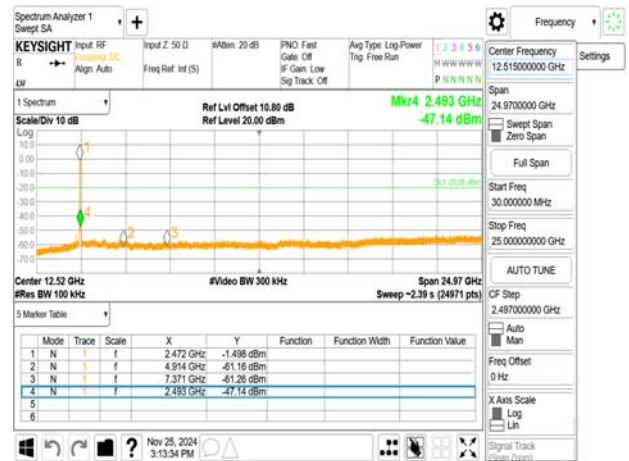 Spectrum Analyzer 1
Swept SA
Frequency
KEYSIGHT
R
LXI
Input: RF
Coupling: DC
Align: Auto
Input Z: 50 Ω
Freq Ref: Int (S)
#Atten: 20 dB
PNO: Fast
Gate: Off
IF Gain: Low
Sig Track: Off
Avg Type: Log-Power
Trig: Free Run
1 2 3 4 5 6
M W W W W W
P N N N N N
Settings
1 Spectrum
Scale/Div 10 dB
Log
Ref Lvl Offset 10.80 dB
Ref Level 20.00 dBm
Mkr4 2.493 GHz
-47.14 dBm
10.0
0.00
-10.0
-20.0
-30.0
-40.0
-50.0
-60.0
-70.0
1
4
2
3
Center 12.52 GHz
#Res BW 100 kHz
#Video BW 300 kHz
Span 24.97 GHz
Sweep ~2.39 s (24971 pts)
5 Marker Table
Mode Trace Scale X Y Function Function Width Function Value
1 N 1 f 2.472 GHz -1.498 dBm
2 N 1 f 4.914 GHz -61.16 dBm
3 N 1 f 7.371 GHz -61.26 dBm
4 N 1 f 2.493 GHz -47.14 dBm
5
6
Nov 25, 2024
3:13:34 PM
Center Frequency
12.515000000 GHz
Span
24.9700000 GHz
Swept Span
Zero Span
Full Span
Start Freq
30.000000 MHz
Stop Freq
25.000000000 GHz
AUTO TUNE
CF Step
2.497000000 GHz
Auto
Man
Freq Offset
0 Hz
X Axis Scale
Log
Lin
Signal Track
(Span Zoom)